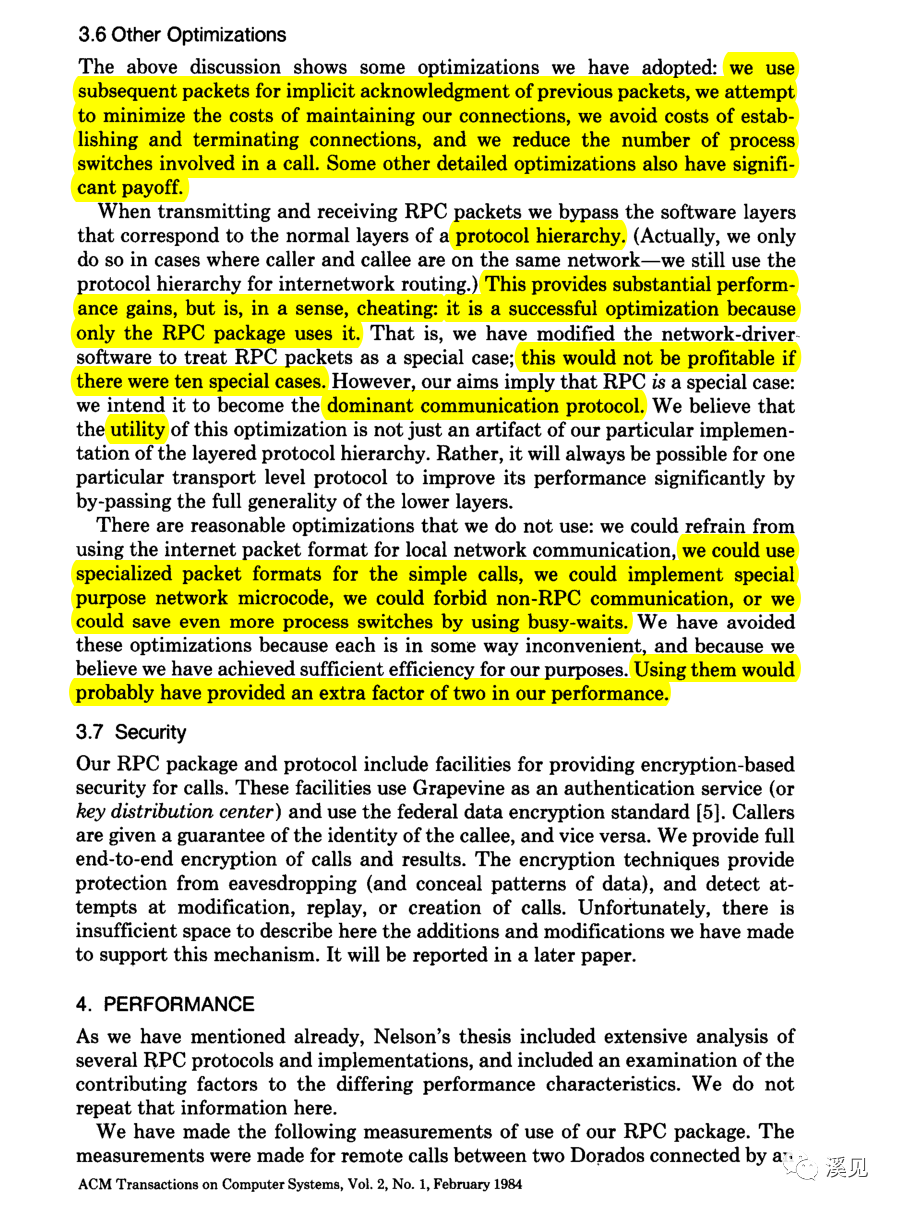 3.6 Other Optimizations
The above discussion shows some optimizations we have adopted: we use
subsequent packets for implicit acknowledgment of previous packets, we attempt
to minimize the costs of maintaining our connections, we avoid costs of estab-
lishing and terminating connections, and we reduce the number of process
switches involved in a call. Some other detailed optimizations also have signifi-
cant payoff.
When transmitting and receiving RPC packets we bypass the software layers
that correspond to the normal layers of a protocol hierarchy. (Actually, we only
do so in cases where caller and callee are on the same network—we still use the
protocol hierarchy for internetwork routing.) This provides substantial perform-
ance gains, but is, in a sense, cheating: it is a successful optimization because
only the RPC package uses it. That is, we have modified the network-driver
software to treat RPC packets as a special case; this would not be profitable if
there were ten special cases. However, our aims imply that RPC is a special case:
we intend it to become the dominant communication protocol. We believe that
the utility of this optimization is not just an artifact of our particular implemen-
tation of the layered protocol hierarchy. Rather, it will always be possible for one
particular transport level protocol to improve its performance significantly by
by-passing the full generality of the lower layers.
There are reasonable optimizations that we do not use: we could refrain from
using the internet packet format for local network communication, we could use
specialized packet formats for the simple calls, we could implement special
purpose network microcode, we could forbid non-RPC communication, or we
could save even more process switches by using busy-waits. We have avoided
these optimizations because each is in some way inconvenient, and because we
believe we have achieved sufficient efficiency for our purposes. Using them would
probably have provided an extra factor of two in our performance.
3.7 Security
Our RPC package and protocol include facilities for providing encryption-based
security for calls. These facilities use Grapevine as an authentication service (or
key distribution center) and use the federal data encryption standard [5]. Callers
are given a guarantee of the identity of the callee, and vice versa. We provide full
end-to-end encryption of calls and results. The encryption techniques provide
protection from eavesdropping (and conceal patterns of data), and detect at-
tempts at modification, replay, or creation of calls. Unfortunately, there is
insufficient space to describe here the additions and modifications we have made
to support this mechanism. It will be reported in a later paper.
4. PERFORMANCE
As we have mentioned already, Nelson's thesis included extensive analysis of
several RPC protocols and implementations, and included an examination of the
contributing factors to the differing performance characteristics. We do not
repeat that information here.
We have made the following measurements of use of our RPC package. The
measurements were made for remote calls between two Dorados connected by
ACM Transactions on Computer Systems, Vol. 2, No. 1, February 1984
溪见